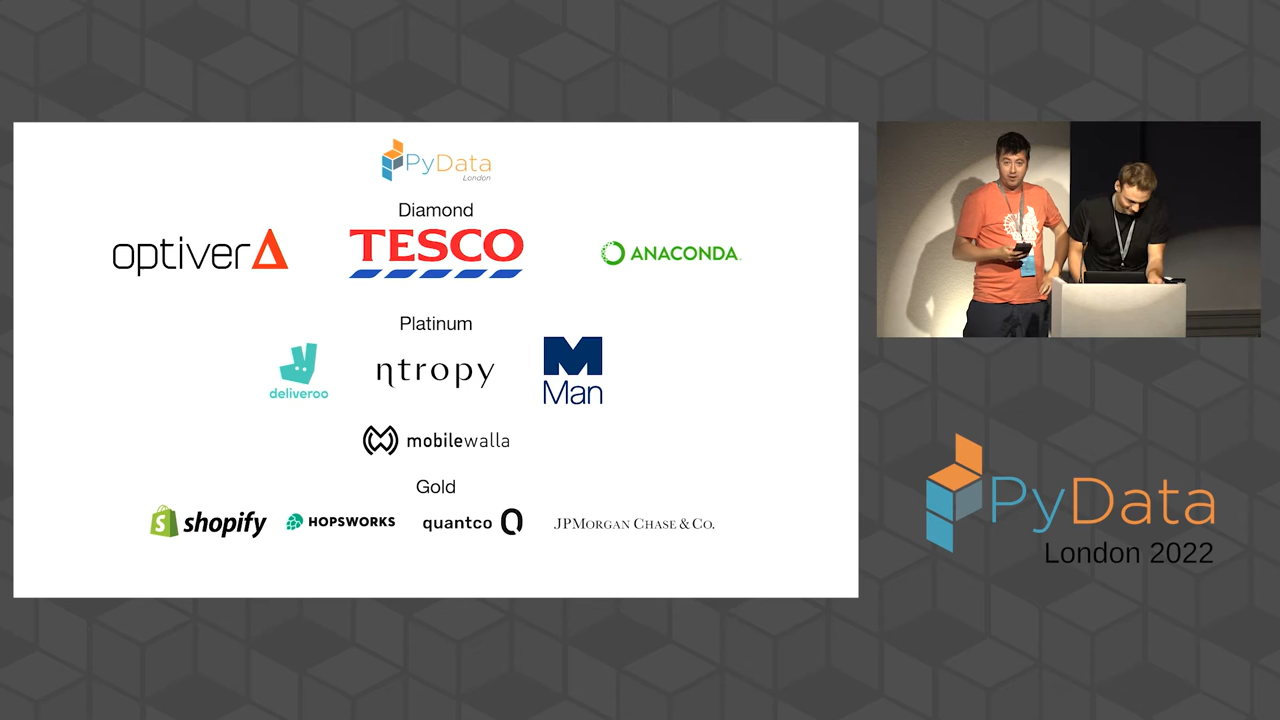 PyData
London
Diamond
optiver
TESCO
ANACONDA.
Platinum
deliveroo
ntropy
Man
mobilewalla
Gold
shopify
HOPSWORKS
quantco
JPMORGAN CHASE & CO.
PyData
London 2022